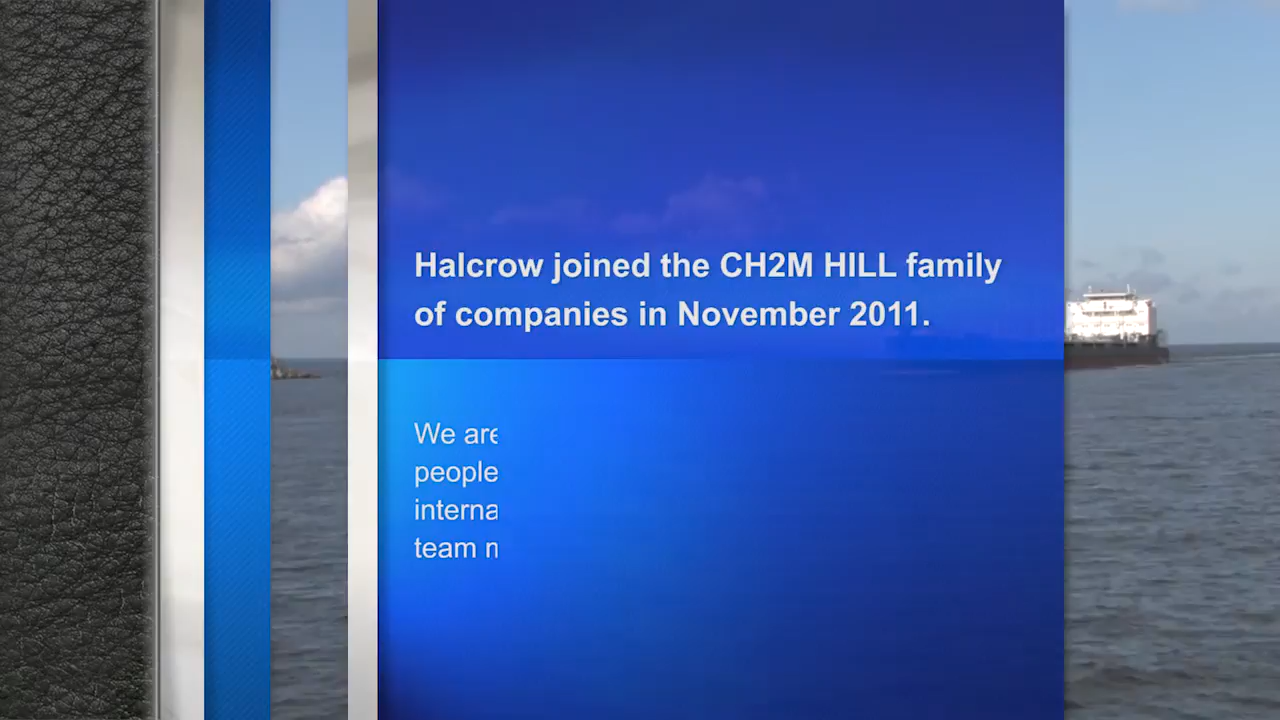 Halcrow joined the CH2M HILL family
of companies in November 2011.
We are
people
interna
team